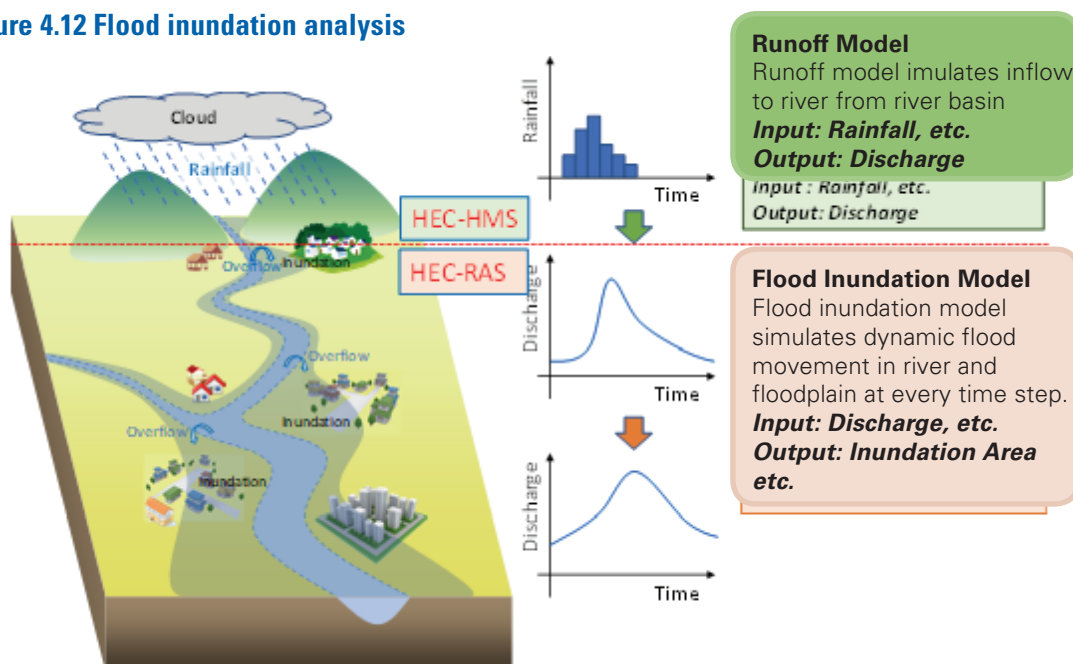 ure 4.12 Flood inundation analysis
Cloud
Rainfall
Overflow
Inundation
Overflow
Inundation
Overflow
Inundation
HEC-HMS
HEC-RAS
Rainfall
Time
Discharge
Time
Discharge
Time
Runoff Model
Runoff model imulates inflow
to river from river basin
Input: Rainfall, etc.
Output: Discharge
Input : Rainfall, etc.
Output: Discharge
Flood Inundation Model
Flood inundation model
simulates dynamic flood
movement in river and
floodplain at every time step.
Input: Discharge, etc.
Output: Inundation Area
etc.